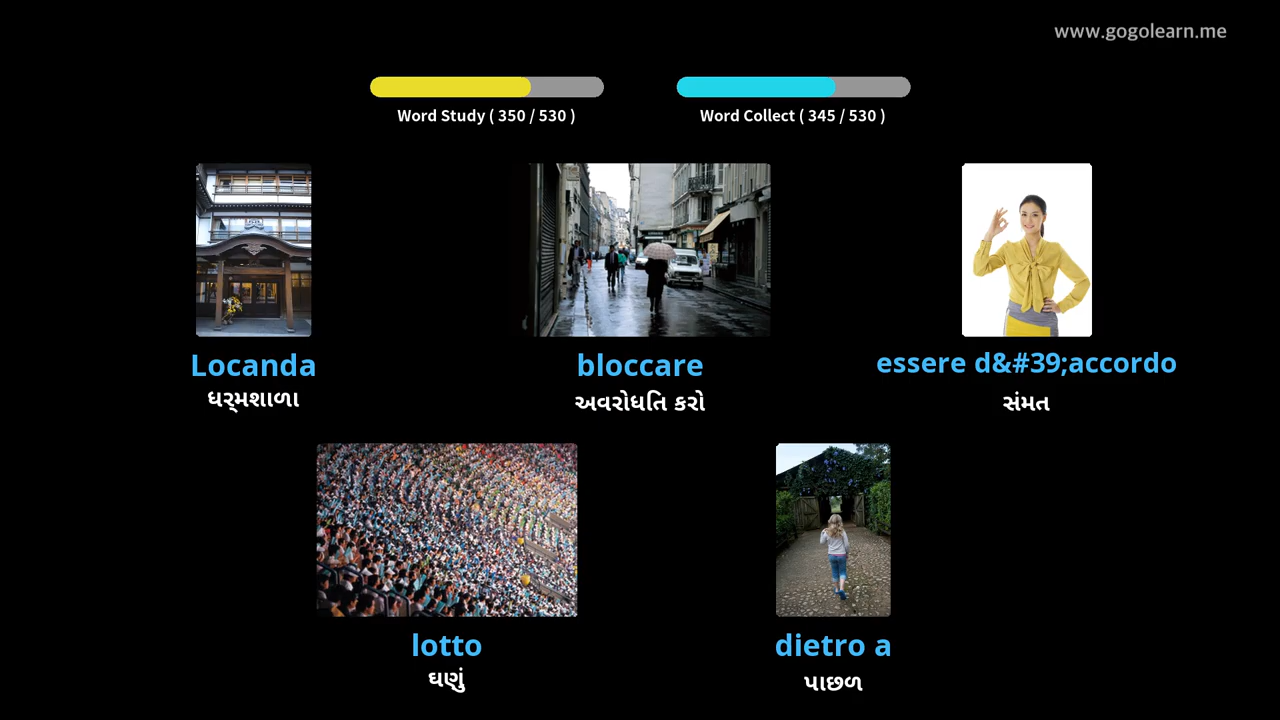 www.gogolearn.me
Word Study ( 350 / 530 )
Word Collect ( 345 / 530 )
Locanda
ધર્મશાળા
bloccare
અવરોધિત કરો
essere d&#39;accordo
સંમત
lotto
ઘણું
dietro a
પાછળ